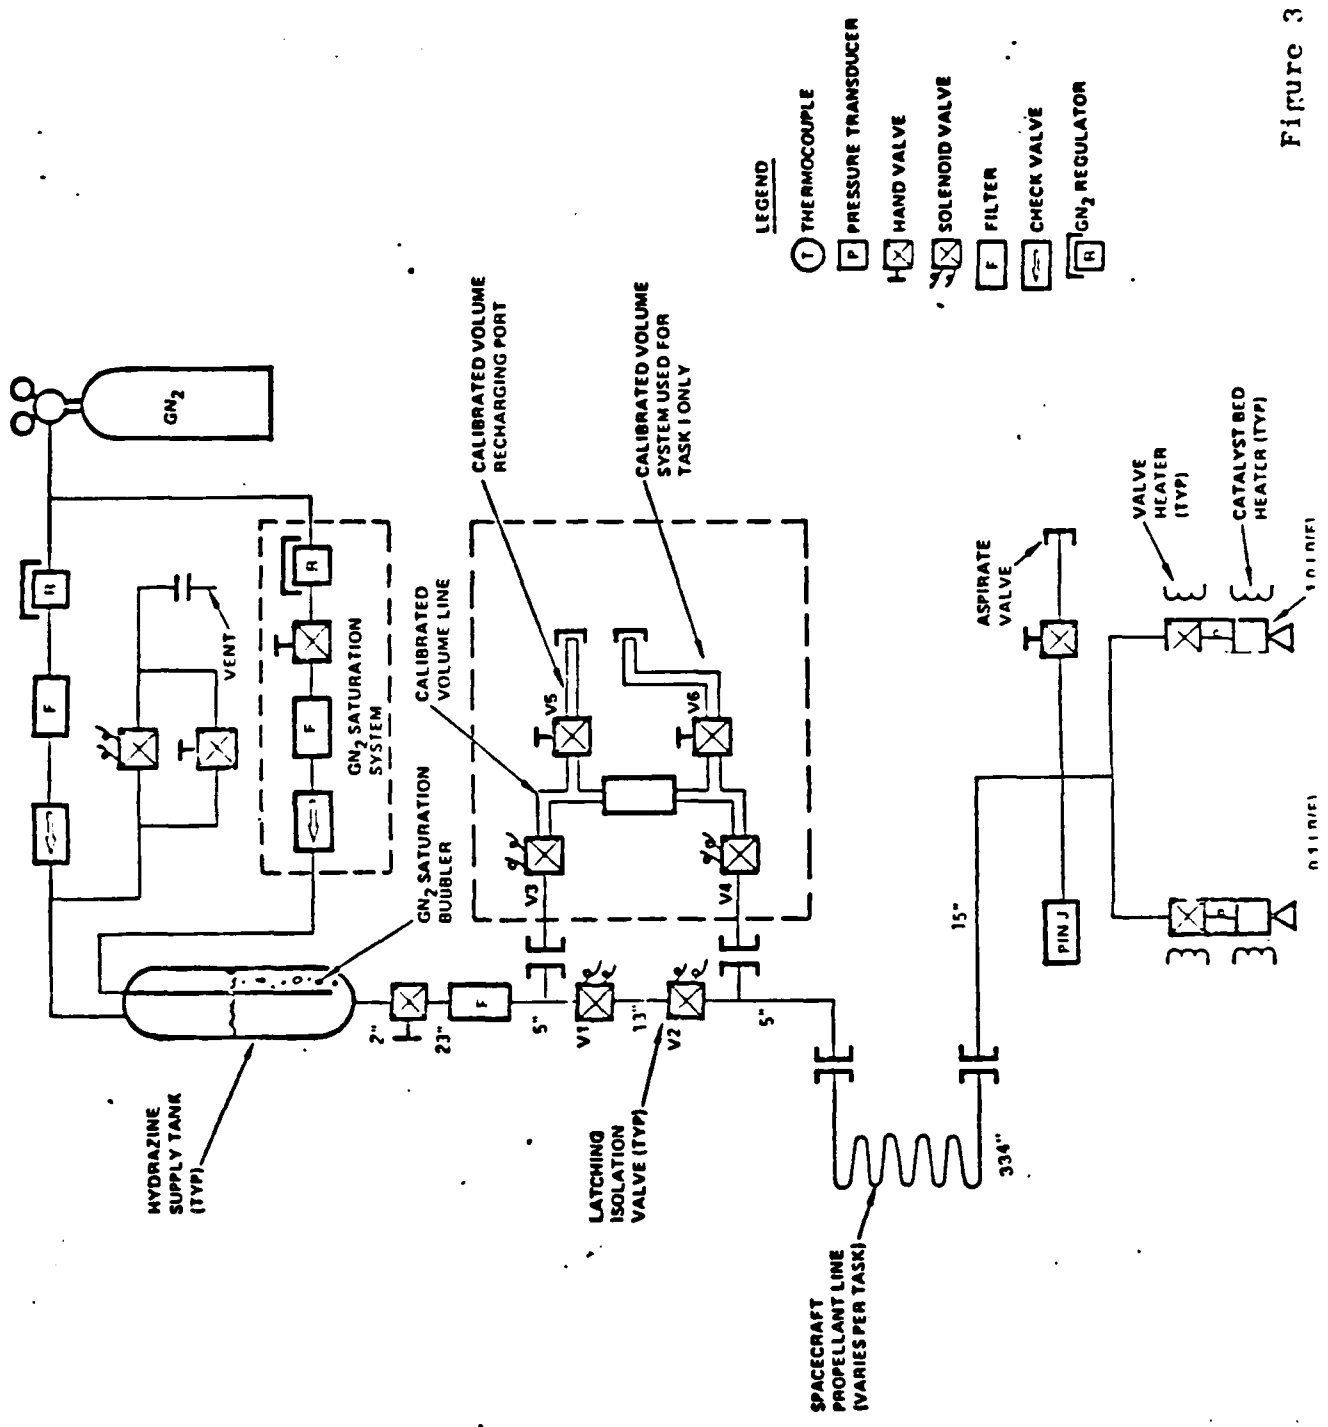 GN2
R
F
VENT
R
F
GN2 SATURATION
SYSTEM
GN2 SATURATION
BUBBLER
HYDRAZINE
SUPPLY TANK
(TYP)
CALIBRATED
VOLUME LINE
CALIBRATED VOLUME
RECHARGING PORT
CALIBRATED VOLUME
SYSTEM USED FOR
TASK I ONLY
V5
V6
V3
V4
2"
23"
F
5"
V1
13"
V2
5"
LATCHING
ISOLATION
VALVE (TYP)
SPACECRAFT
PROPELLANT LINE
(VARIES PER TASK)
334"
15"
PINJ
ASPIRATE
VALVE
VALVE
HEATER
(TYP)
CATALYST BED
HEATER (TYP)
LEGEND
T THERMOCOUPLE
P PRESSURE TRANSDUCER
HAND VALVE
SOLENOID VALVE
F FILTER
CHECK VALVE
R GN2 REGULATOR
Figure 3